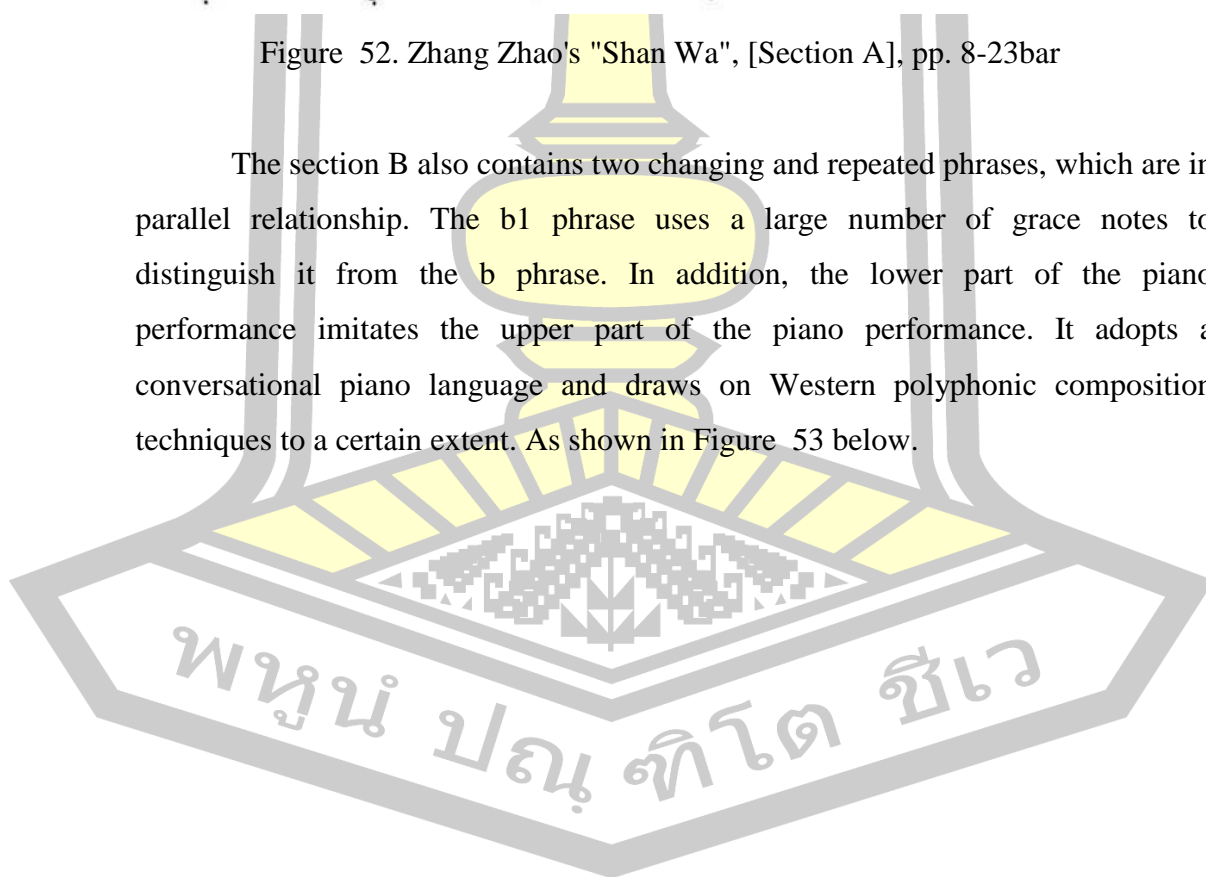 Figure  52. Zhang Zhao's "Shan Wa", [Section A], pp. 8-23bar
The section B also contains two changing and repeated phrases, which are in
parallel relationship. The b1 phrase uses a large number of grace notes to
distinguish it from the b phrase. In addition, the lower part of the piano
performance imitates the upper part of the piano performance. It adopts a
conversational piano language and draws on Western polyphonic composition
techniques to a certain extent. As shown in Figure  53 below.
พหูนํ ปณฺฑิโต ชีเว